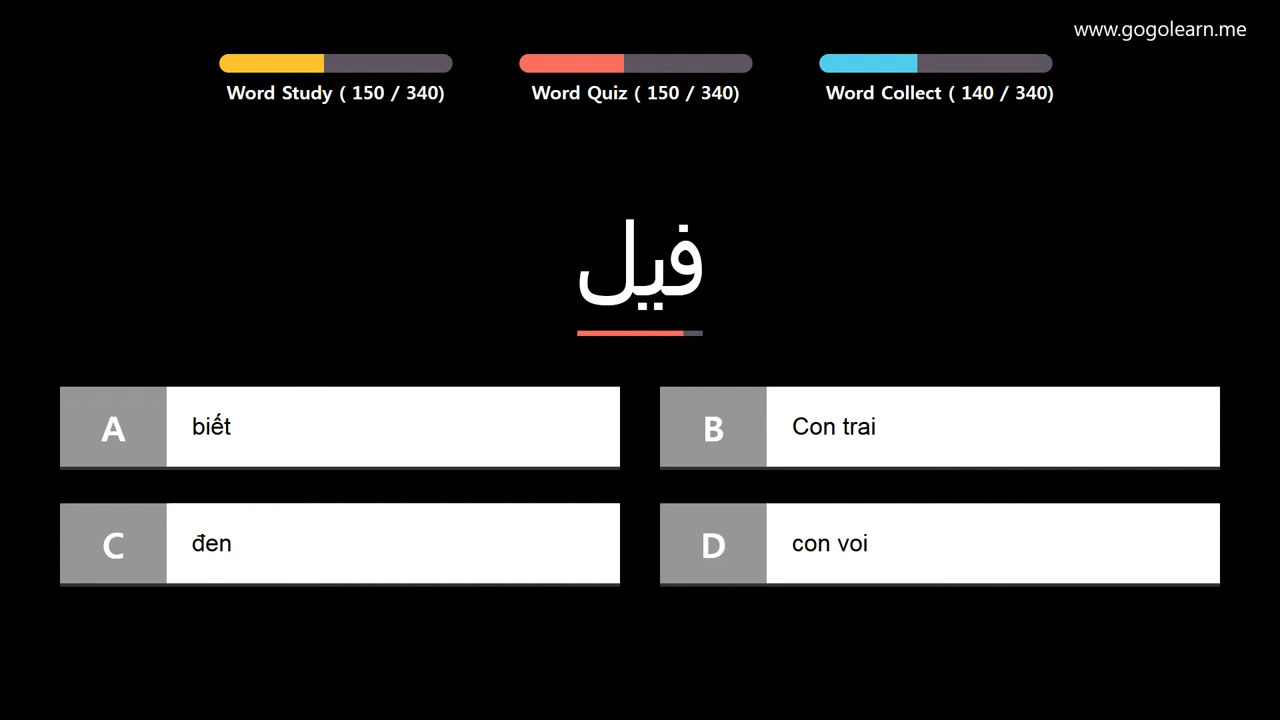 www.gogolearn.me
Word Study ( 150 / 340)
Word Quiz ( 150 / 340)
Word Collect ( 140 / 340)
فيل
A biết
B Con trai
C đen
D con voi